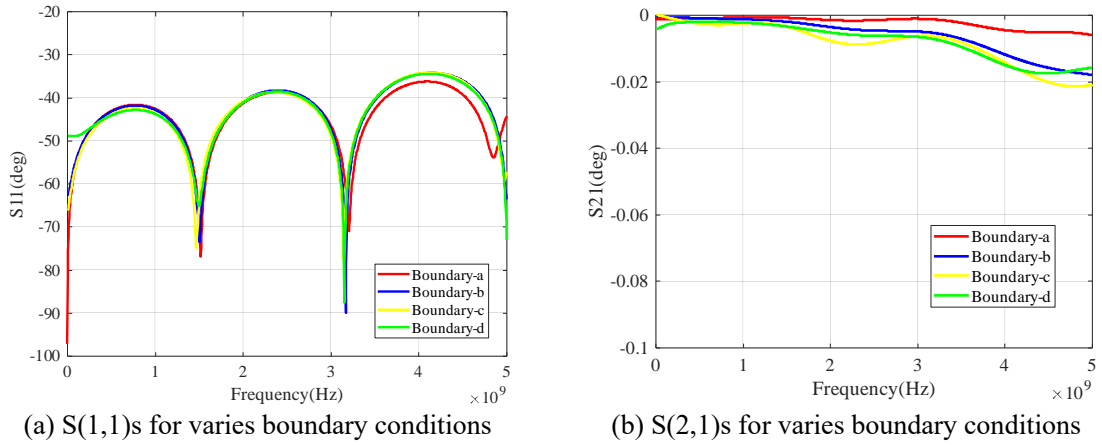 -20
-30
-40
-50
-60
-70
-80
-90
-100
S11(deg)
0 1 2 3 4 5
Frequency(Hz)
×10^9
Boundary-a
Boundary-b
Boundary-c
Boundary-d
(a) S(1,1)s for varies boundary conditions
0
-0.02
-0.04
-0.06
-0.08
-0.1
S21(deg)
0 1 2 3 4 5
Frequency(Hz)
×10^9
Boundary-a
Boundary-b
Boundary-c
Boundary-d
(b) S(2,1)s for varies boundary conditions